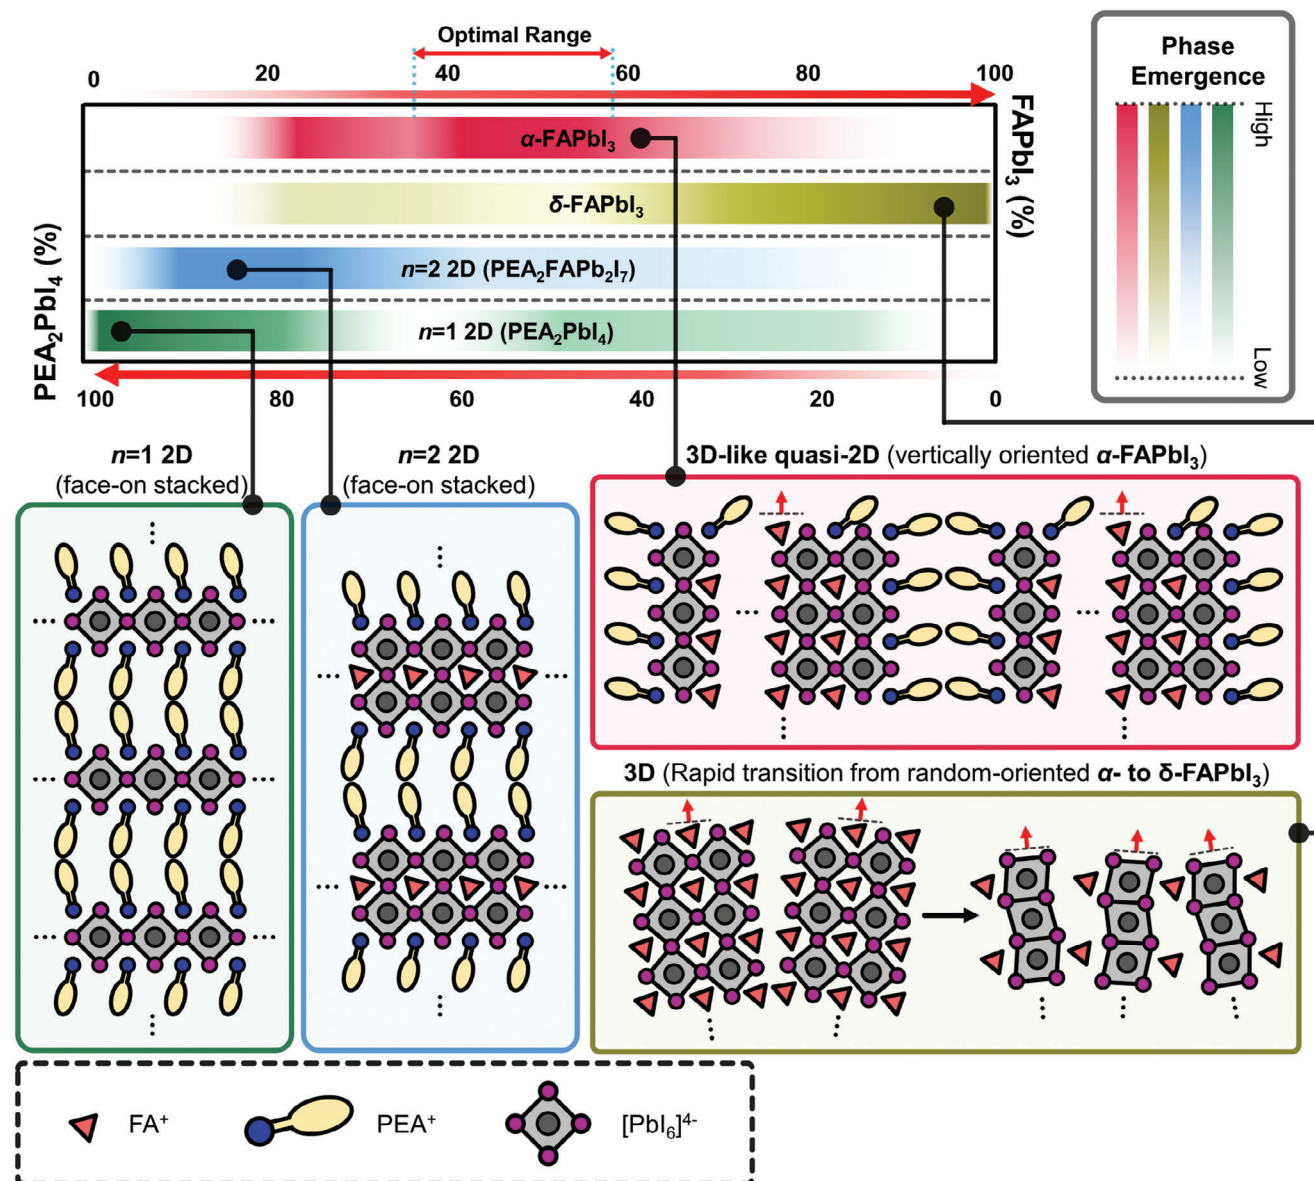 Optimal Range
0 20 40 60 80 100
α-FAPbI₃
δ-FAPbI₃
n=2 2D (PEA₂FAPb₂I₇)
n=1 2D (PEA₂PbI₄)
PEA₂PbI₄ (%)
FAPbI₃ (%)
100 80 60 40 20 0
Phase
Emergence
High
Low
n=1 2D
(face-on stacked)
n=2 2D
(face-on stacked)
3D-like quasi-2D (vertically oriented α-FAPbI₃)
3D (Rapid transition from random-oriented α- to δ-FAPbI₃)
FA⁺
PEA⁺
[PbI₆]⁴⁻